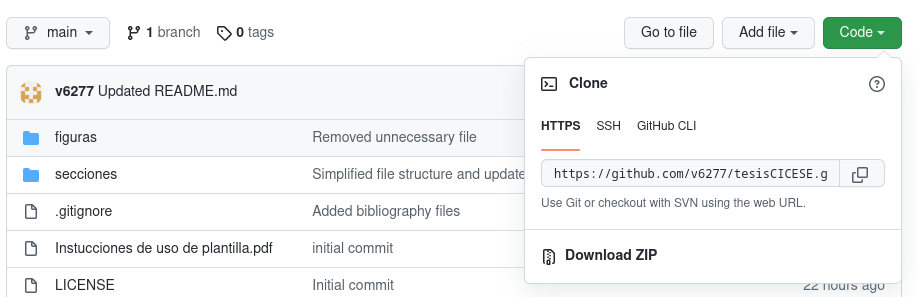 main 1 branch 0 tags Go to file Add file Code
v6277 Updated README.md
Clone
figuras Removed unnecessary file
HTTPS SSH GitHub CLI
secciones Simplified file structure and update
https://github.com/v6277/tesisCICESE.g
.gitignore Added bibliography files
Use Git or checkout with SVN using the web URL.
Instucciones de uso de plantilla.pdf initial commit
Download ZIP
LICENSE Initial commit 22 hours ago